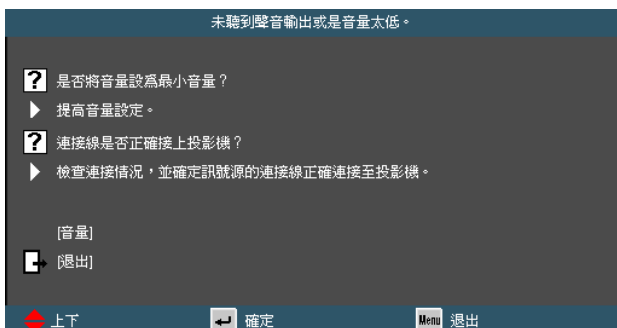 未聽到聲音輸出或是音量太低。
? 是否將音量設為最小音量？
提高音量設定。
? 連接線是否正確接上投影機？
檢查連接情況，並確定訊號源的連接線正確連接至投影機。
[音量]
[退出]
上下 確定 Menu 退出